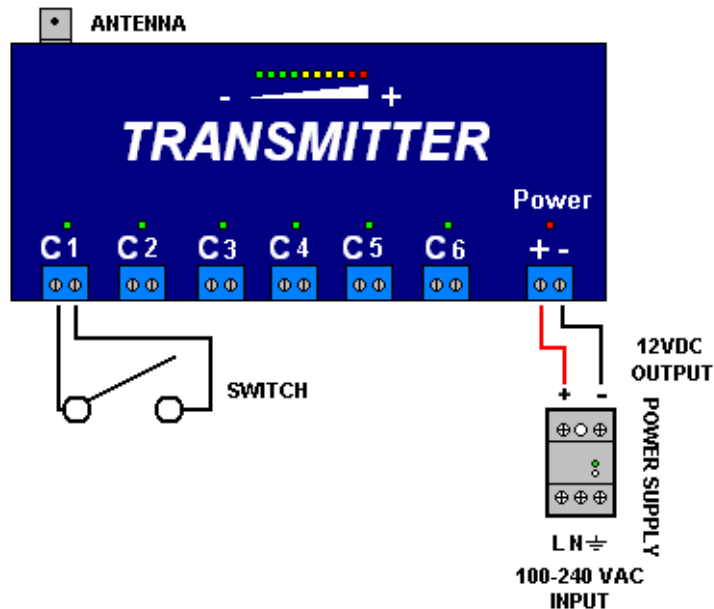 ANTENNA
- +
TRANSMITTER
Power
C1 C2 C3 C4 C5 C6 + -
12VDC
OUTPUT
SWITCH
+ -
POWER SUPPLY
L N ⏚
100-240 VAC
INPUT